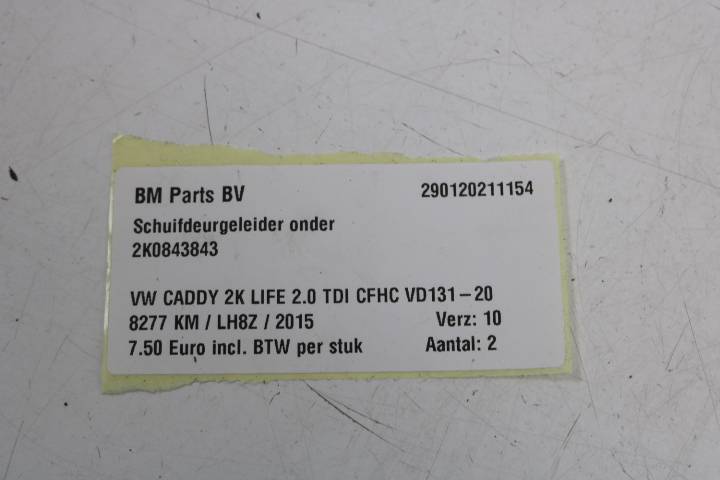 BM Parts BV 290120211154
Schuifdeurgeleider onder
2K0843843
VW CADDY 2K LIFE 2.0 TDI CFHC VD131-20
8277 KM / LH8Z / 2015 Verz: 10
7.50 Euro incl. BTW per stuk Aantal: 2